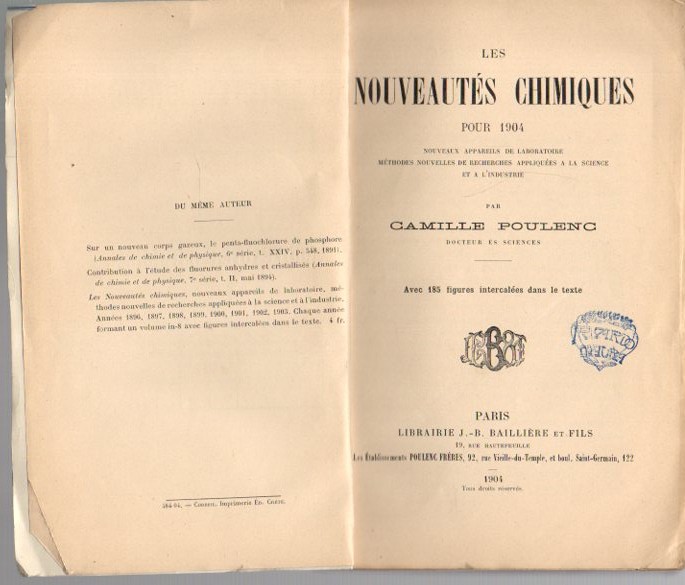 DU MÊME AUTEUR
Sur un nouveau corps gazeux, le penta-fluochlorure de phosphore
(Annales de chimie et de physique, 6e série, t. XXIV, p. 548, 1891).
Contribution à l'étude des fluorures anhydres et cristallisés (Annales
de chimie et de physique, 7e série, t. II, mai 1894).
Les Nouveautés chimiques, nouveaux appareils de laboratoire, mé-
thodes nouvelles de recherches appliquées à la science et à l'industrie.
Années 1896, 1897, 1898, 1899, 1900, 1901, 1902, 1903. Chaque année
formant un volume in-8 avec figures intercalées dans le texte. 4 fr.
264-04. — Corbeil. Imprimerie Éd. Crété.
LES
NOUVEAUTÉS CHIMIQUES
POUR 1904
NOUVEAUX APPAREILS DE LABORATOIRE
MÉTHODES NOUVELLES DE RECHERCHES APPLIQUÉES A LA SCIENCE
ET A L'INDUSTRIE
PAR
CAMILLE POULENC
DOCTEUR ES SCIENCES
Avec 185 figures intercalées dans le texte
PARIS
LIBRAIRIE J.-B. BAILLIÈRE ET FILS
19, RUE HAUTEFEUILLE
Les Établissements POULENC FRÈRES, 92, rue Vieille-du-Temple, et boul. Saint-Germain, 122
1904
Tous droits réservés.